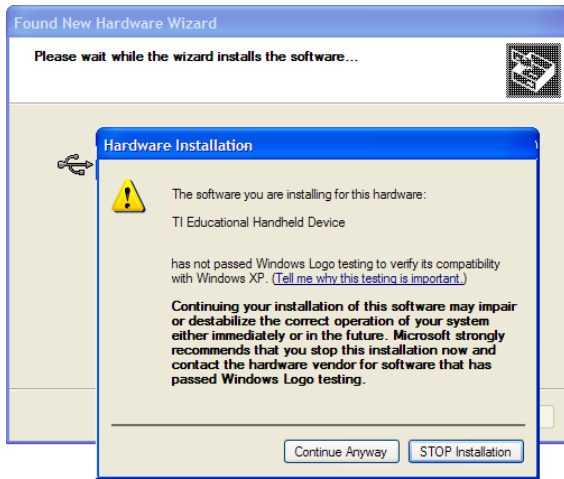 Found New Hardware Wizard
Please wait while the wizard installs the software...
Hardware Installation
The software you are installing for this hardware:
TI Educational Handheld Device
has not passed Windows Logo testing to verify its compatibility
with Windows XP. (Tell me why this testing is important.)
Continuing your installation of this software may impair
or destabilize the correct operation of your system
either immediately or in the future. Microsoft strongly
recommends that you stop this installation now and
contact the hardware vendor for software that has
passed Windows Logo testing.
Continue Anyway
STOP Installation